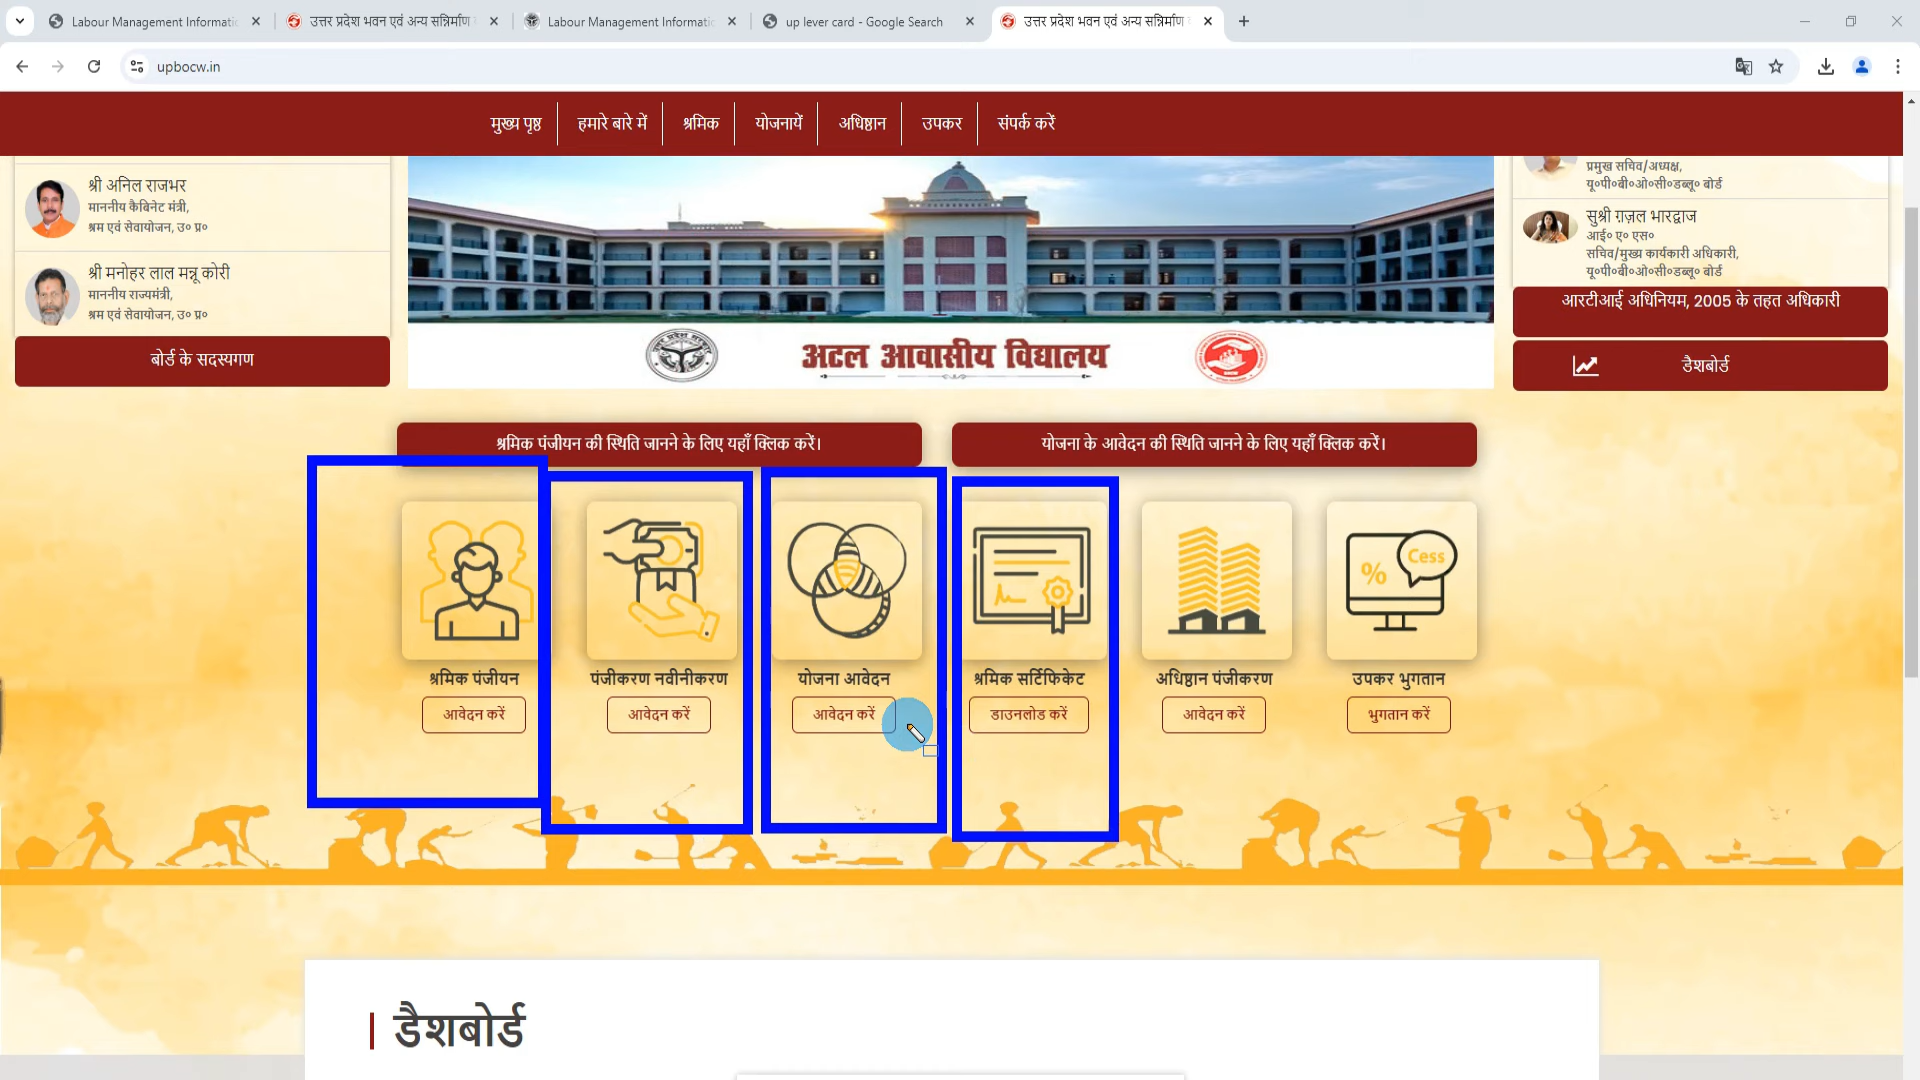 Labour Management Informatic
उत्तर प्रदेश भवन एवं अन्य सन्निर्माण
Labour Management Informatic
up lever card - Google Search
उत्तर प्रदेश भवन एवं अन्य सन्निर्माण
upbocw.in
मुख्य पृष्ठ
हमारे बारे में
श्रमिक
योजनायें
अधिष्ठान
उपकर
संपर्क करें
श्री अनिल राजभर
माननीय कैबिनेट मंत्री,
श्रम एवं सेवायोजन, उ० प्र०
श्री मनोहर लाल मन्नू कोरी
माननीय राज्यमंत्री,
श्रम एवं सेवायोजन, उ० प्र०
बोर्ड के सदस्यगण
अटल आवासीय विद्यालय
प्रमुख सचिव/अध्यक्ष,
यू०पी०बी०ओ०सी०डब्लू० बोर्ड
सुश्री ग़ज़ल भारद्वाज
आई० ए० एस०
सचिव/मुख्य कार्यकारी अधिकारी,
यू०पी०बी०ओ०सी०डब्लू० बोर्ड
आरटीआई अधिनियम, 2005 के तहत अधिकारी
डैशबोर्ड
श्रमिक पंजीयन की स्थिति जानने के लिए यहाँ क्लिक करें।
योजना के आवेदन की स्थिति जानने के लिए यहाँ क्लिक करें।
% Cess
श्रमिक पंजीयन
पंजीकरण नवीनीकरण
योजना आवेदन
श्रमिक सर्टिफिकेट
अधिष्ठान पंजीकरण
उपकर भुगतान
आवेदन करें
आवेदन करें
आवेदन करें
डाउनलोड करें
आवेदन करें
भुगतान करें
डैशबोर्ड